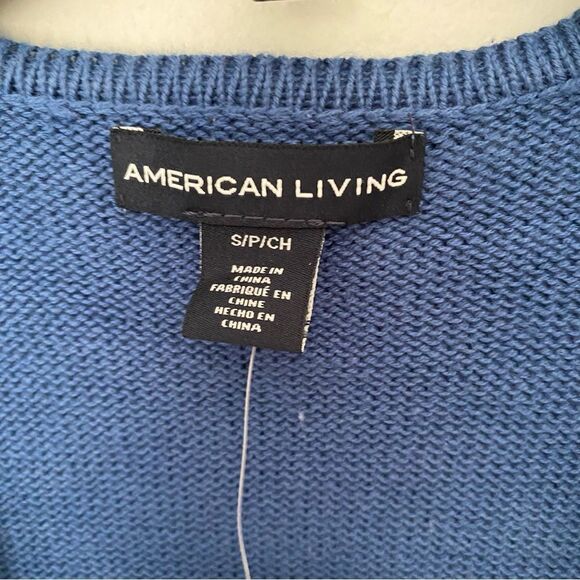 AMERICAN LIVING
S/P/CH
MADE IN
CHINA
FABRIQUÉ EN
CHINE
HECHO EN
CHINA